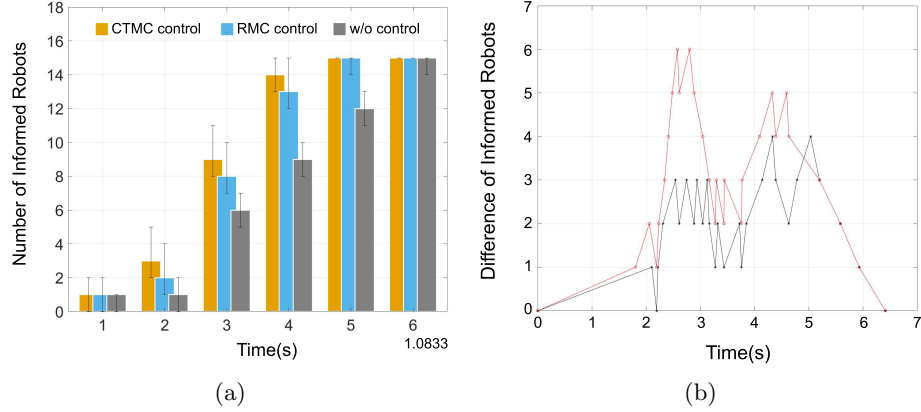 CTMC control RMC control w/o control
Number of Informed Robots
18
16
14
12
10
8
6
4
2
0
1 2 3 4 5 6
1.0833
Time(s)
(a)
Difference of Informed Robots
7
6
5
4
3
2
1
0
0 1 2 3 4 5 6 7
Time(s)
(b)